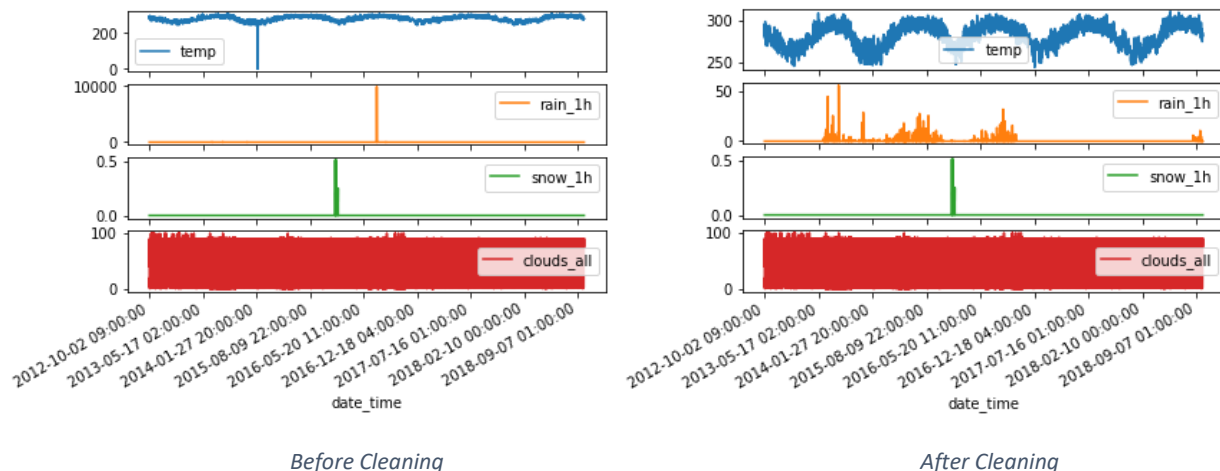 200
0
temp
10000
0
rain_1h
0.5
0.0
snow_1h
100
0
clouds_all
2012-10-02 09:00:00
2013-05-17 02:00:00
2014-01-27 20:00:00
2015-08-09 22:00:00
2016-05-20 11:00:00
2016-12-18 04:00:00
2017-07-16 01:00:00
2018-02-10 00:00:00
2018-09-07 01:00:00
date_time
Before Cleaning
300
250
temp
50
0
rain_1h
0.5
0.0
snow_1h
100
0
clouds_all
2012-10-02 09:00:00
2013-05-17 02:00:00
2014-01-27 20:00:00
2015-08-09 22:00:00
2016-05-20 11:00:00
2016-12-18 04:00:00
2017-07-16 01:00:00
2018-02-10 00:00:00
2018-09-07 01:00:00
date_time
After Cleaning